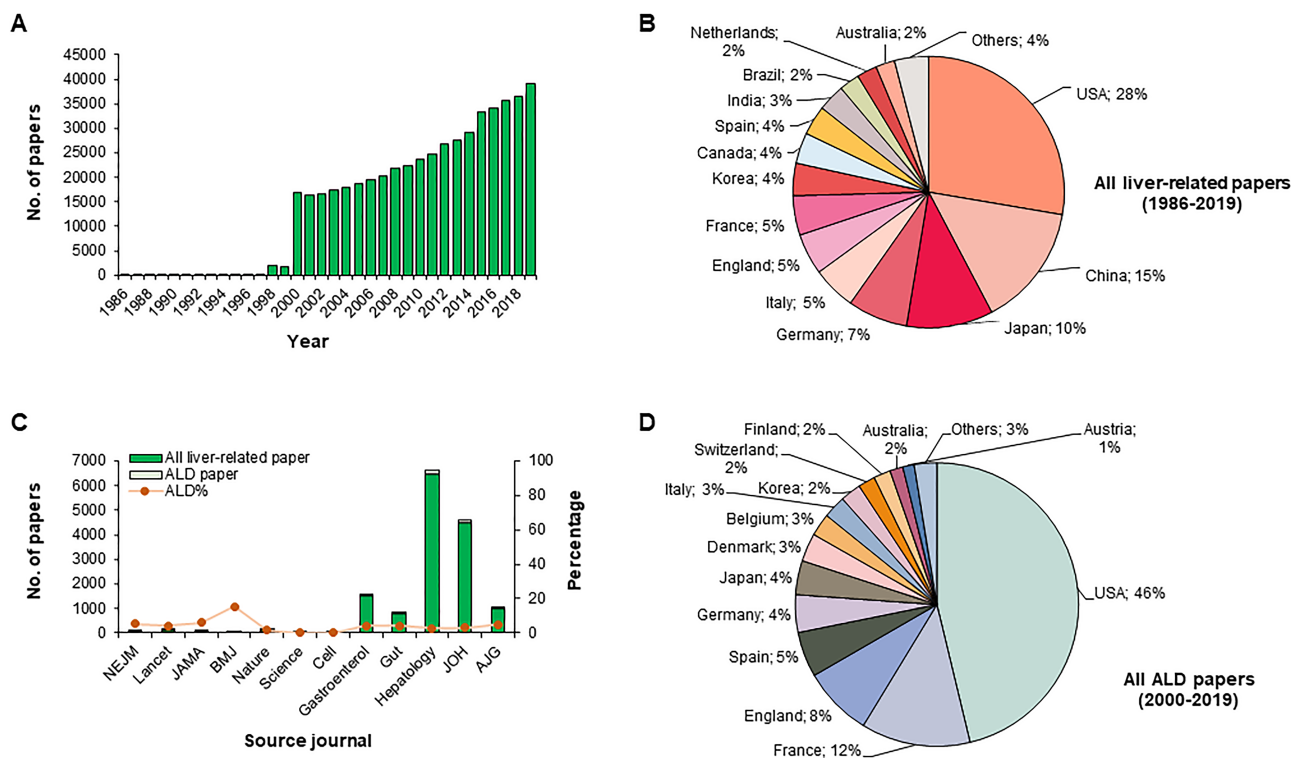 A
45000
40000
35000
30000
25000
20000
15000
10000
5000
0
No. of papers
1986
1988
1990
1992
1994
1996
1998
2000
2002
2004
2006
2008
2010
2012
2014
2016
2018
Year
B
Netherlands;
2%
Australia; 2%
Others; 4%
Brazil; 2%
India; 3%
Spain; 4%
Canada; 4%
Korea; 4%
France; 5%
England; 5%
Italy; 5%
Germany; 7%
Japan; 10%
China; 15%
USA; 28%
All liver-related papers
(1986-2019)
C
All liver-related paper
ALD paper
ALD%
7000
6000
5000
4000
3000
2000
1000
0
No. of papers
100
80
60
40
20
0
Percentage
NEJM
Lancet
JAMA
BMJ
Nature
Science
Cell
Gastroenterol
Gut
Hepatology
JOH
AJG
Source journal
D
Finland; 2%
Australia;
2%
Others; 3%
Austria;
1%
Switzerland;
2%
Italy; 3%
Korea; 2%
Belgium; 3%
Denmark; 3%
Japan; 4%
Germany; 4%
Spain; 5%
England; 8%
France; 12%
USA; 46%
All ALD papers
(2000-2019)